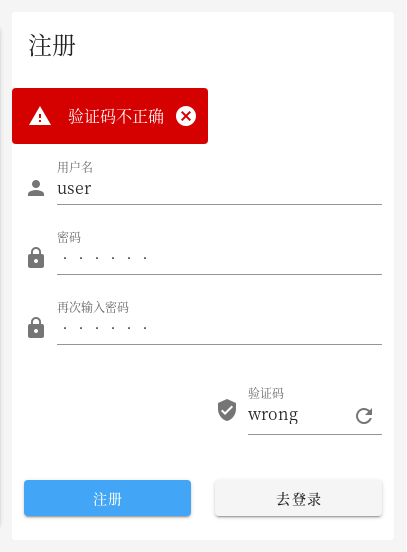 注册
验证码不正确
用户名
user
密码
······
再次输入密码
······
验证码
wrong
注册
去登录